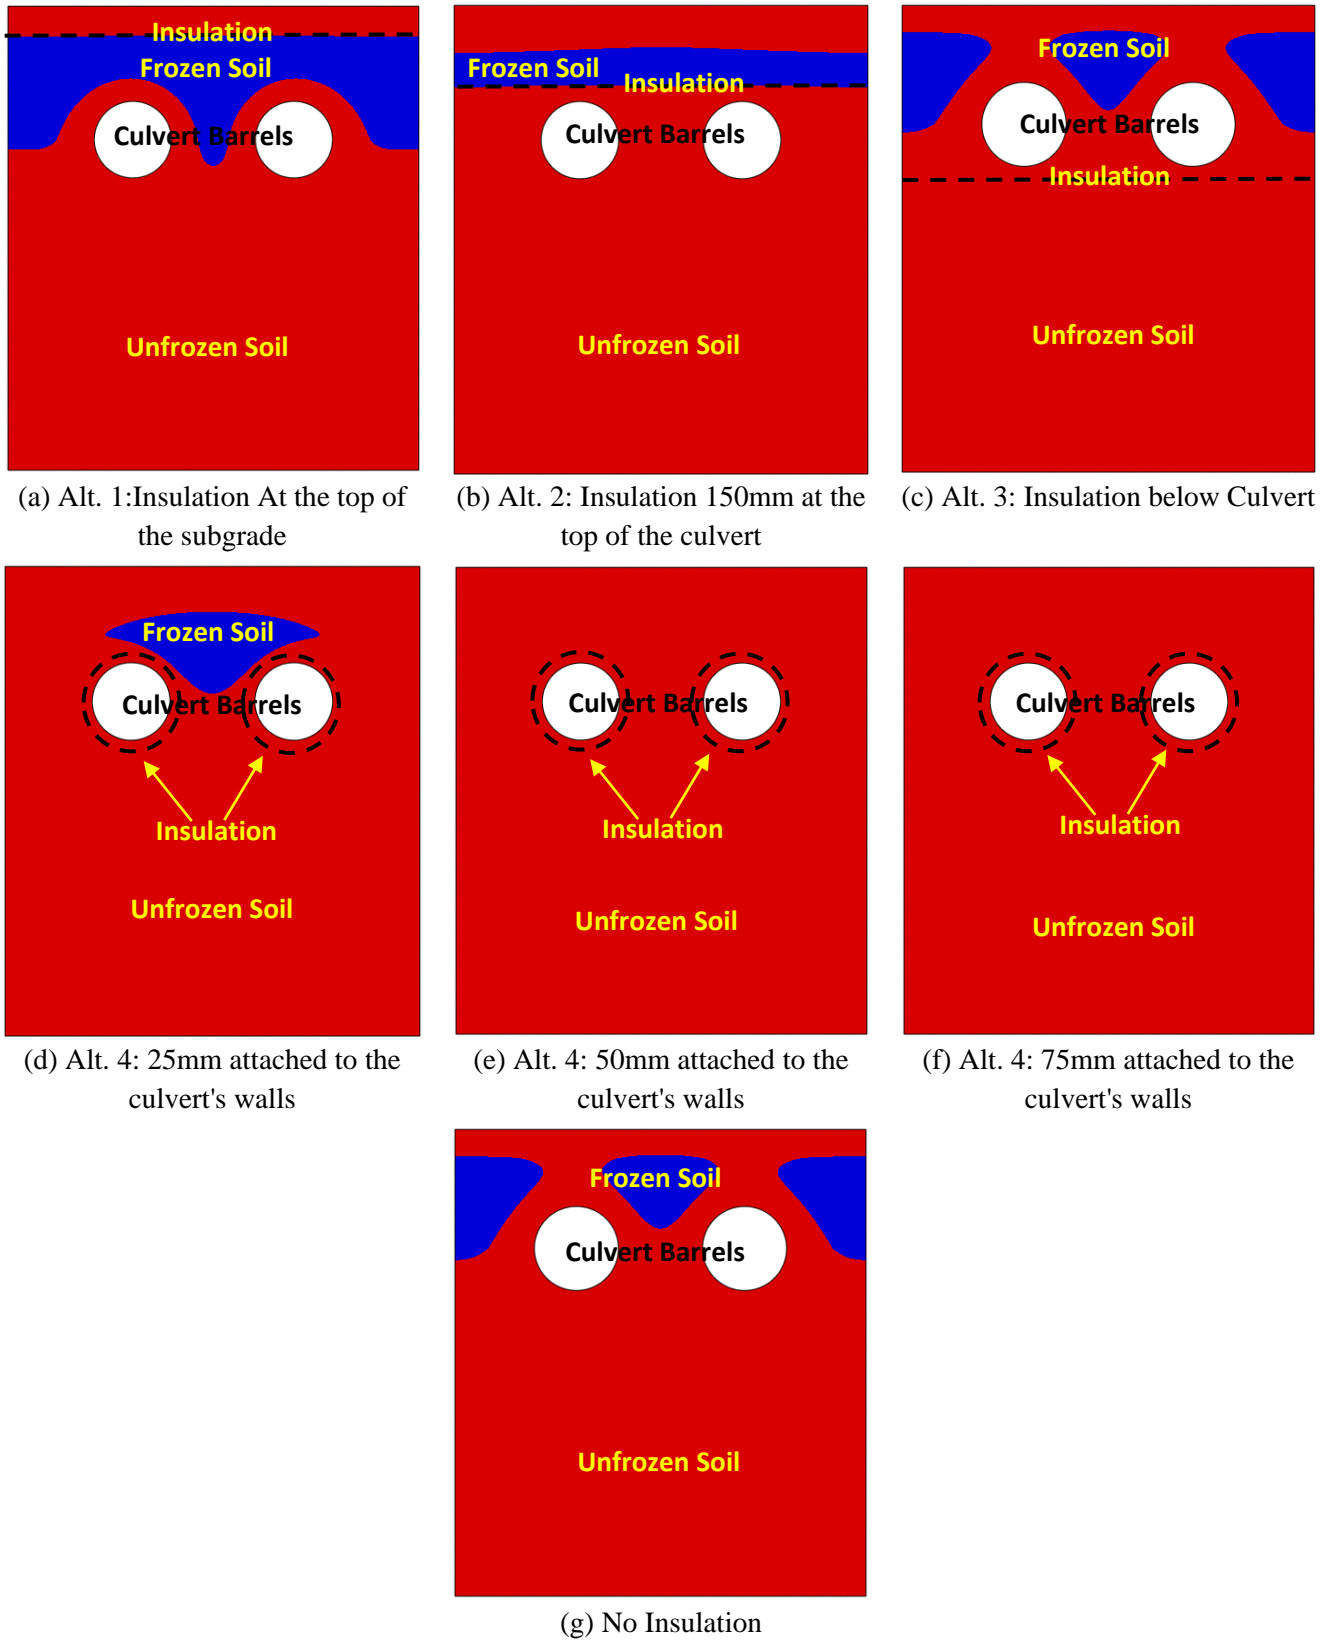 Insulation
Frozen Soil
Culvert Barrels
Unfrozen Soil
(a) Alt. 1:Insulation At the top of
the subgrade
Frozen Soil
Insulation
Culvert Barrels
Unfrozen Soil
(b) Alt. 2: Insulation 150mm at the
top of the culvert
Frozen Soil
Culvert Barrels
Insulation
Unfrozen Soil
(c) Alt. 3: Insulation below Culvert
Frozen Soil
Culvert Barrels
Insulation
Unfrozen Soil
(d) Alt. 4: 25mm attached to the
culvert's walls
Culvert Barrels
Insulation
Unfrozen Soil
(e) Alt. 4: 50mm attached to the
culvert's walls
Culvert Barrels
Insulation
Unfrozen Soil
(f) Alt. 4: 75mm attached to the
culvert's walls
Frozen Soil
Culvert Barrels
Unfrozen Soil
(g) No Insulation